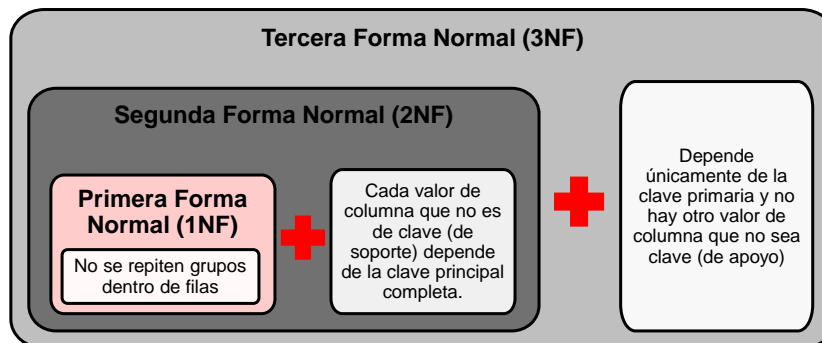 Tercera Forma Normal (3NF)
Segunda Forma Normal (2NF)
Primera Forma
Normal (1NF)
No se repiten grupos
dentro de filas
Cada valor de
columna que no es
de clave (de
soporte) depende
de la clave principal
completa.
Depende
únicamente de la
clave primaria y no
hay otro valor de
columna que no sea
clave (de apoyo)